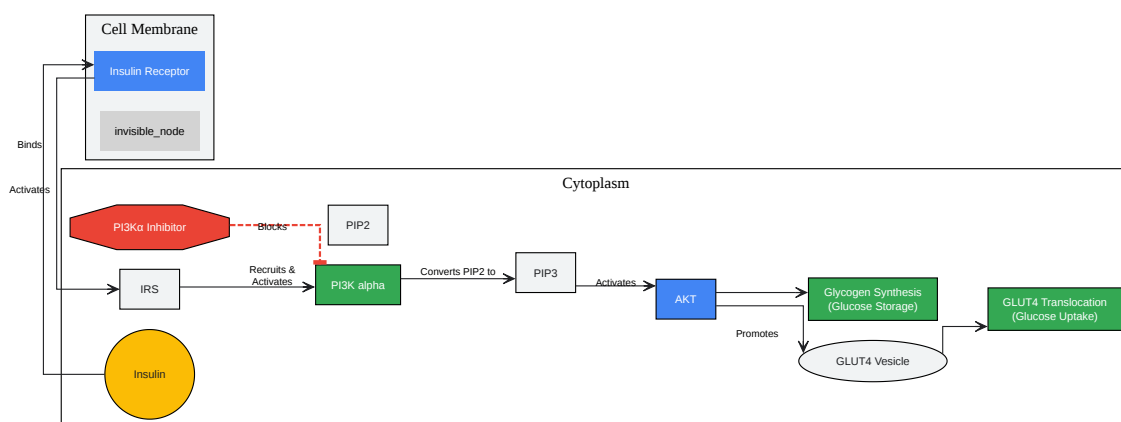 Cell Membrane
Insulin Receptor
invisible_node
Binds
Activates
Cytoplasm
PI3Kα Inhibitor
Blocks
PIP2
IRS
Recruits &
Activates
PI3K alpha
Converts PIP2 to
PIP3
Activates
AKT
Glycogen Synthesis
(Glucose Storage)
GLUT4 Translocation
(Glucose Uptake)
Promotes
GLUT4 Vesicle
Insulin